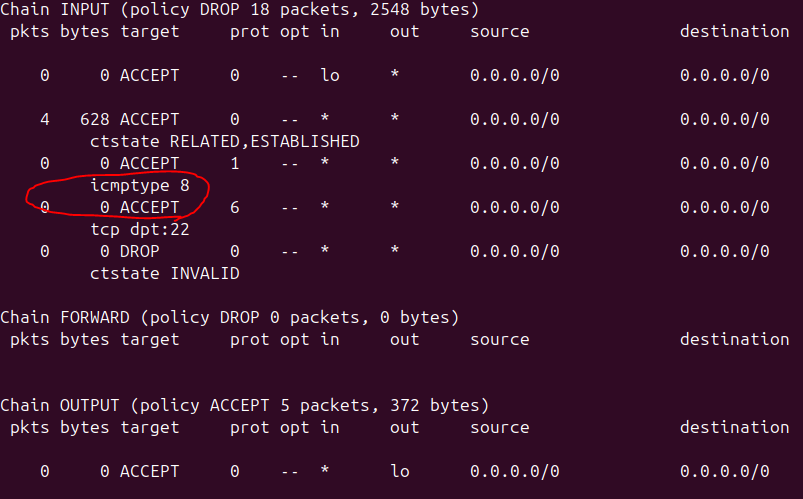 Chain INPUT (policy DROP 18 packets, 2548 bytes)
pkts bytes target prot opt in out source destination
0 0 ACCEPT 0 -- lo * 0.0.0.0/0 0.0.0.0/0
4 628 ACCEPT 0 -- * * 0.0.0.0/0 0.0.0.0/0
ctstate RELATED,ESTABLISHED
0 0 ACCEPT 1 -- * * 0.0.0.0/0 0.0.0.0/0
icmptype 8
0 0 ACCEPT 6 -- * * 0.0.0.0/0 0.0.0.0/0
tcp dpt:22
0 0 DROP 0 -- * * 0.0.0.0/0 0.0.0.0/0
ctstate INVALID
Chain FORWARD (policy DROP 0 packets, 0 bytes)
pkts bytes target prot opt in out source destination
Chain OUTPUT (policy ACCEPT 5 packets, 372 bytes)
pkts bytes target prot opt in out source destination
0 0 ACCEPT 0 -- * lo 0.0.0.0/0 0.0.0.0/0